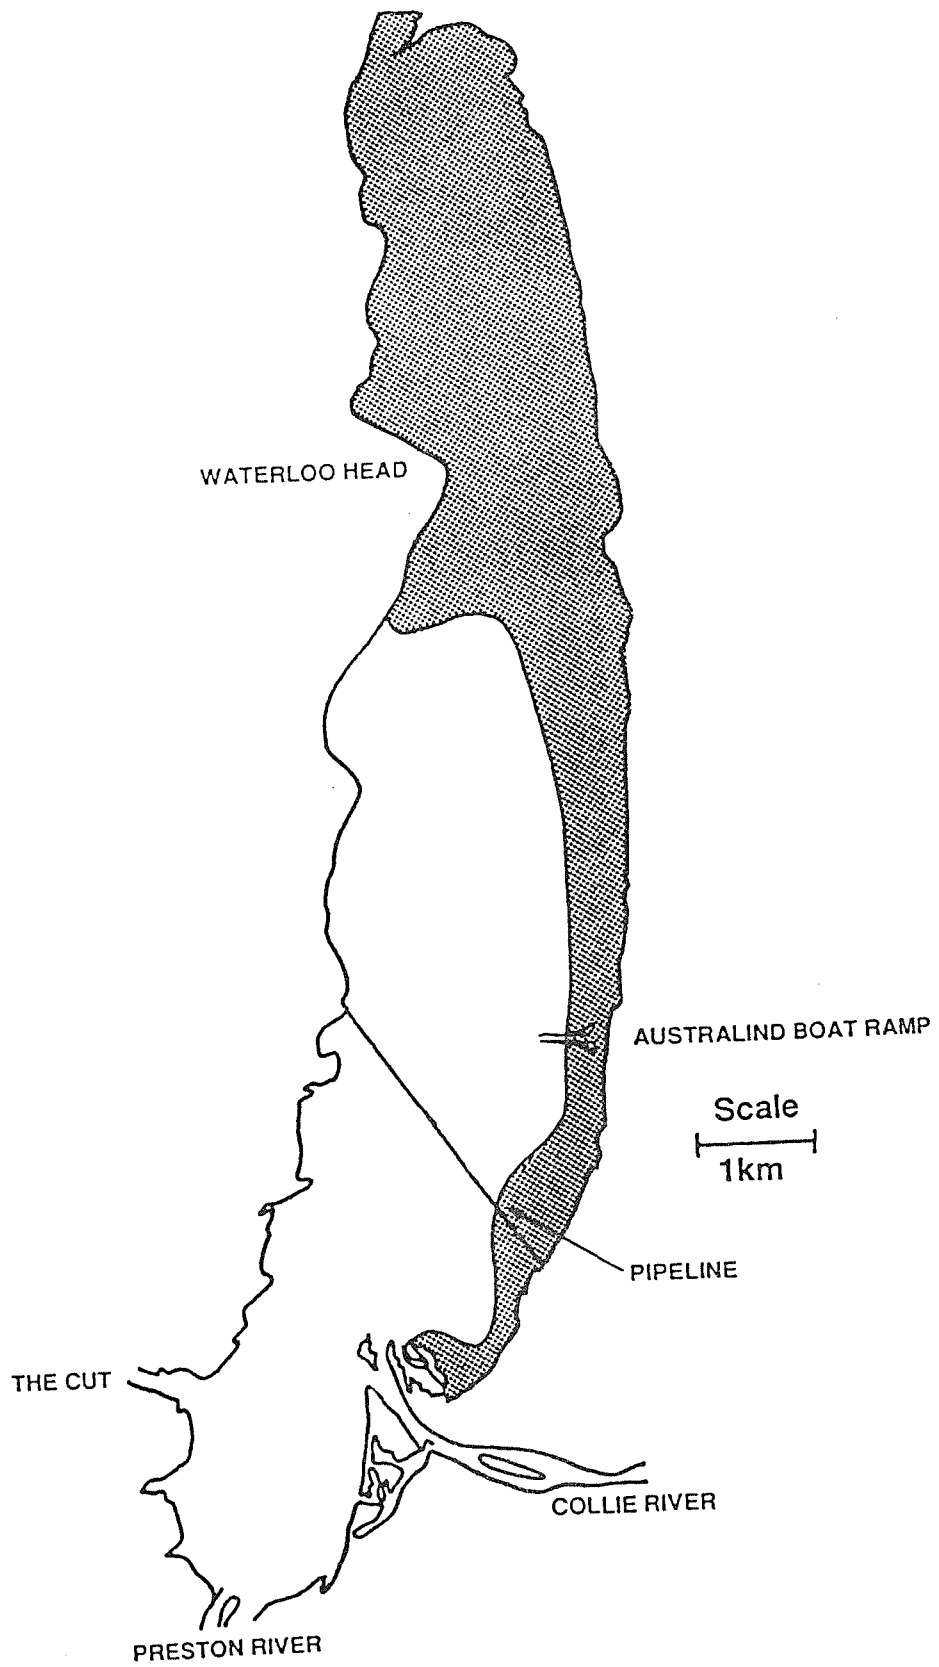 WATERLOO HEAD
AUSTRALIND BOAT RAMP
Scale
1km
PIPELINE
THE CUT
COLLIE RIVER
PRESTON RIVER